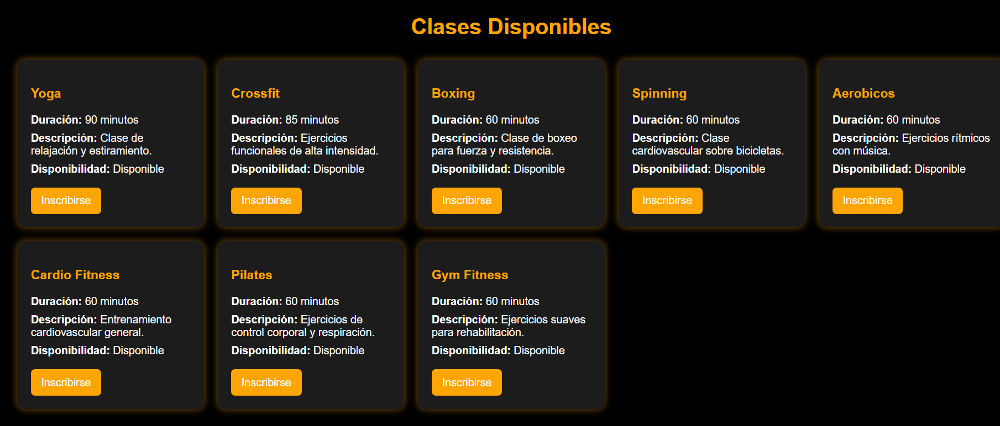 Clases Disponibles
Yoga
Duración: 90 minutos
Descripción: Clase de
relajación y estiramiento.
Disponibilidad: Disponible
Inscribirse
Crossfit
Duración: 85 minutos
Descripción: Ejercicios
funcionales de alta intensidad.
Disponibilidad: Disponible
Inscribirse
Boxing
Duración: 60 minutos
Descripción: Clase de boxeo
para fuerza y resistencia.
Disponibilidad: Disponible
Inscribirse
Spinning
Duración: 60 minutos
Descripción: Clase
cardiovascular sobre bicicletas.
Disponibilidad: Disponible
Inscribirse
Aerobicos
Duración: 60 minutos
Descripción: Ejercicios rítmicos
con música.
Disponibilidad: Disponible
Inscribirse
Cardio Fitness
Duración: 60 minutos
Descripción: Entrenamiento
cardiovascular general.
Disponibilidad: Disponible
Inscribirse
Pilates
Duración: 60 minutos
Descripción: Ejercicios de
control corporal y respiración.
Disponibilidad: Disponible
Inscribirse
Gym Fitness
Duración: 60 minutos
Descripción: Ejercicios suaves
para rehabilitación.
Disponibilidad: Disponible
Inscribirse